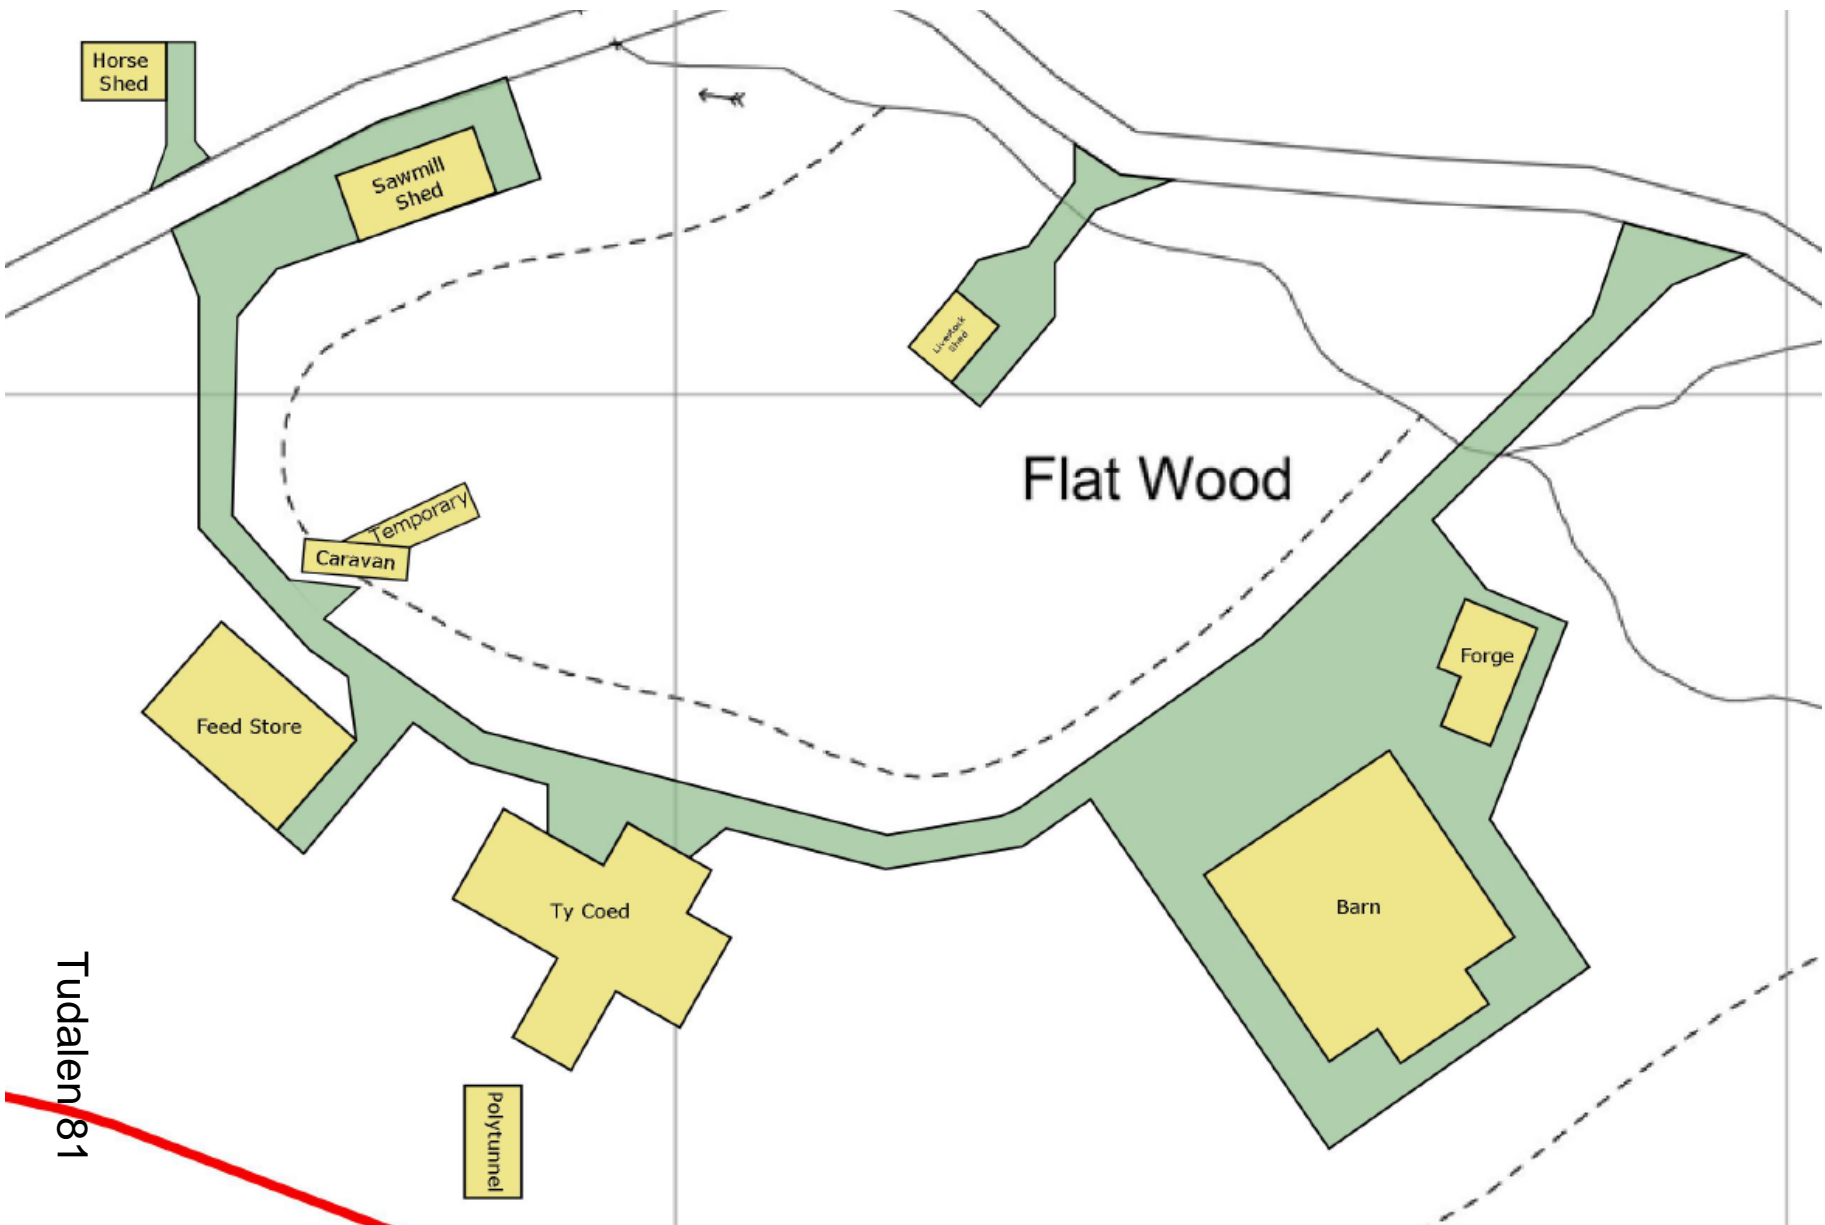 Horse
Shed
Sawmill
Shed
Livestock
Shed
Flat Wood
Temporary
Caravan
Forge
Feed Store
Barn
Ty Coed
Tudalen 81
Polytunnel